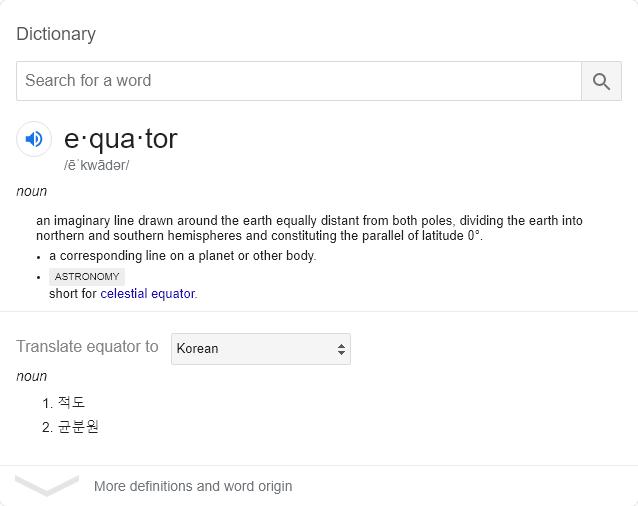 Dictionary
Search for a word
e·qua·tor
/ēˈkwādər/
noun
an imaginary line drawn around the earth equally distant from both poles, dividing the earth into
northern and southern hemispheres and constituting the parallel of latitude 0°.
• a corresponding line on a planet or other body.
• ASTRONOMY
short for celestial equator.
Translate equator to Korean
noun
1. 적도
2. 균분원
More definitions and word origin